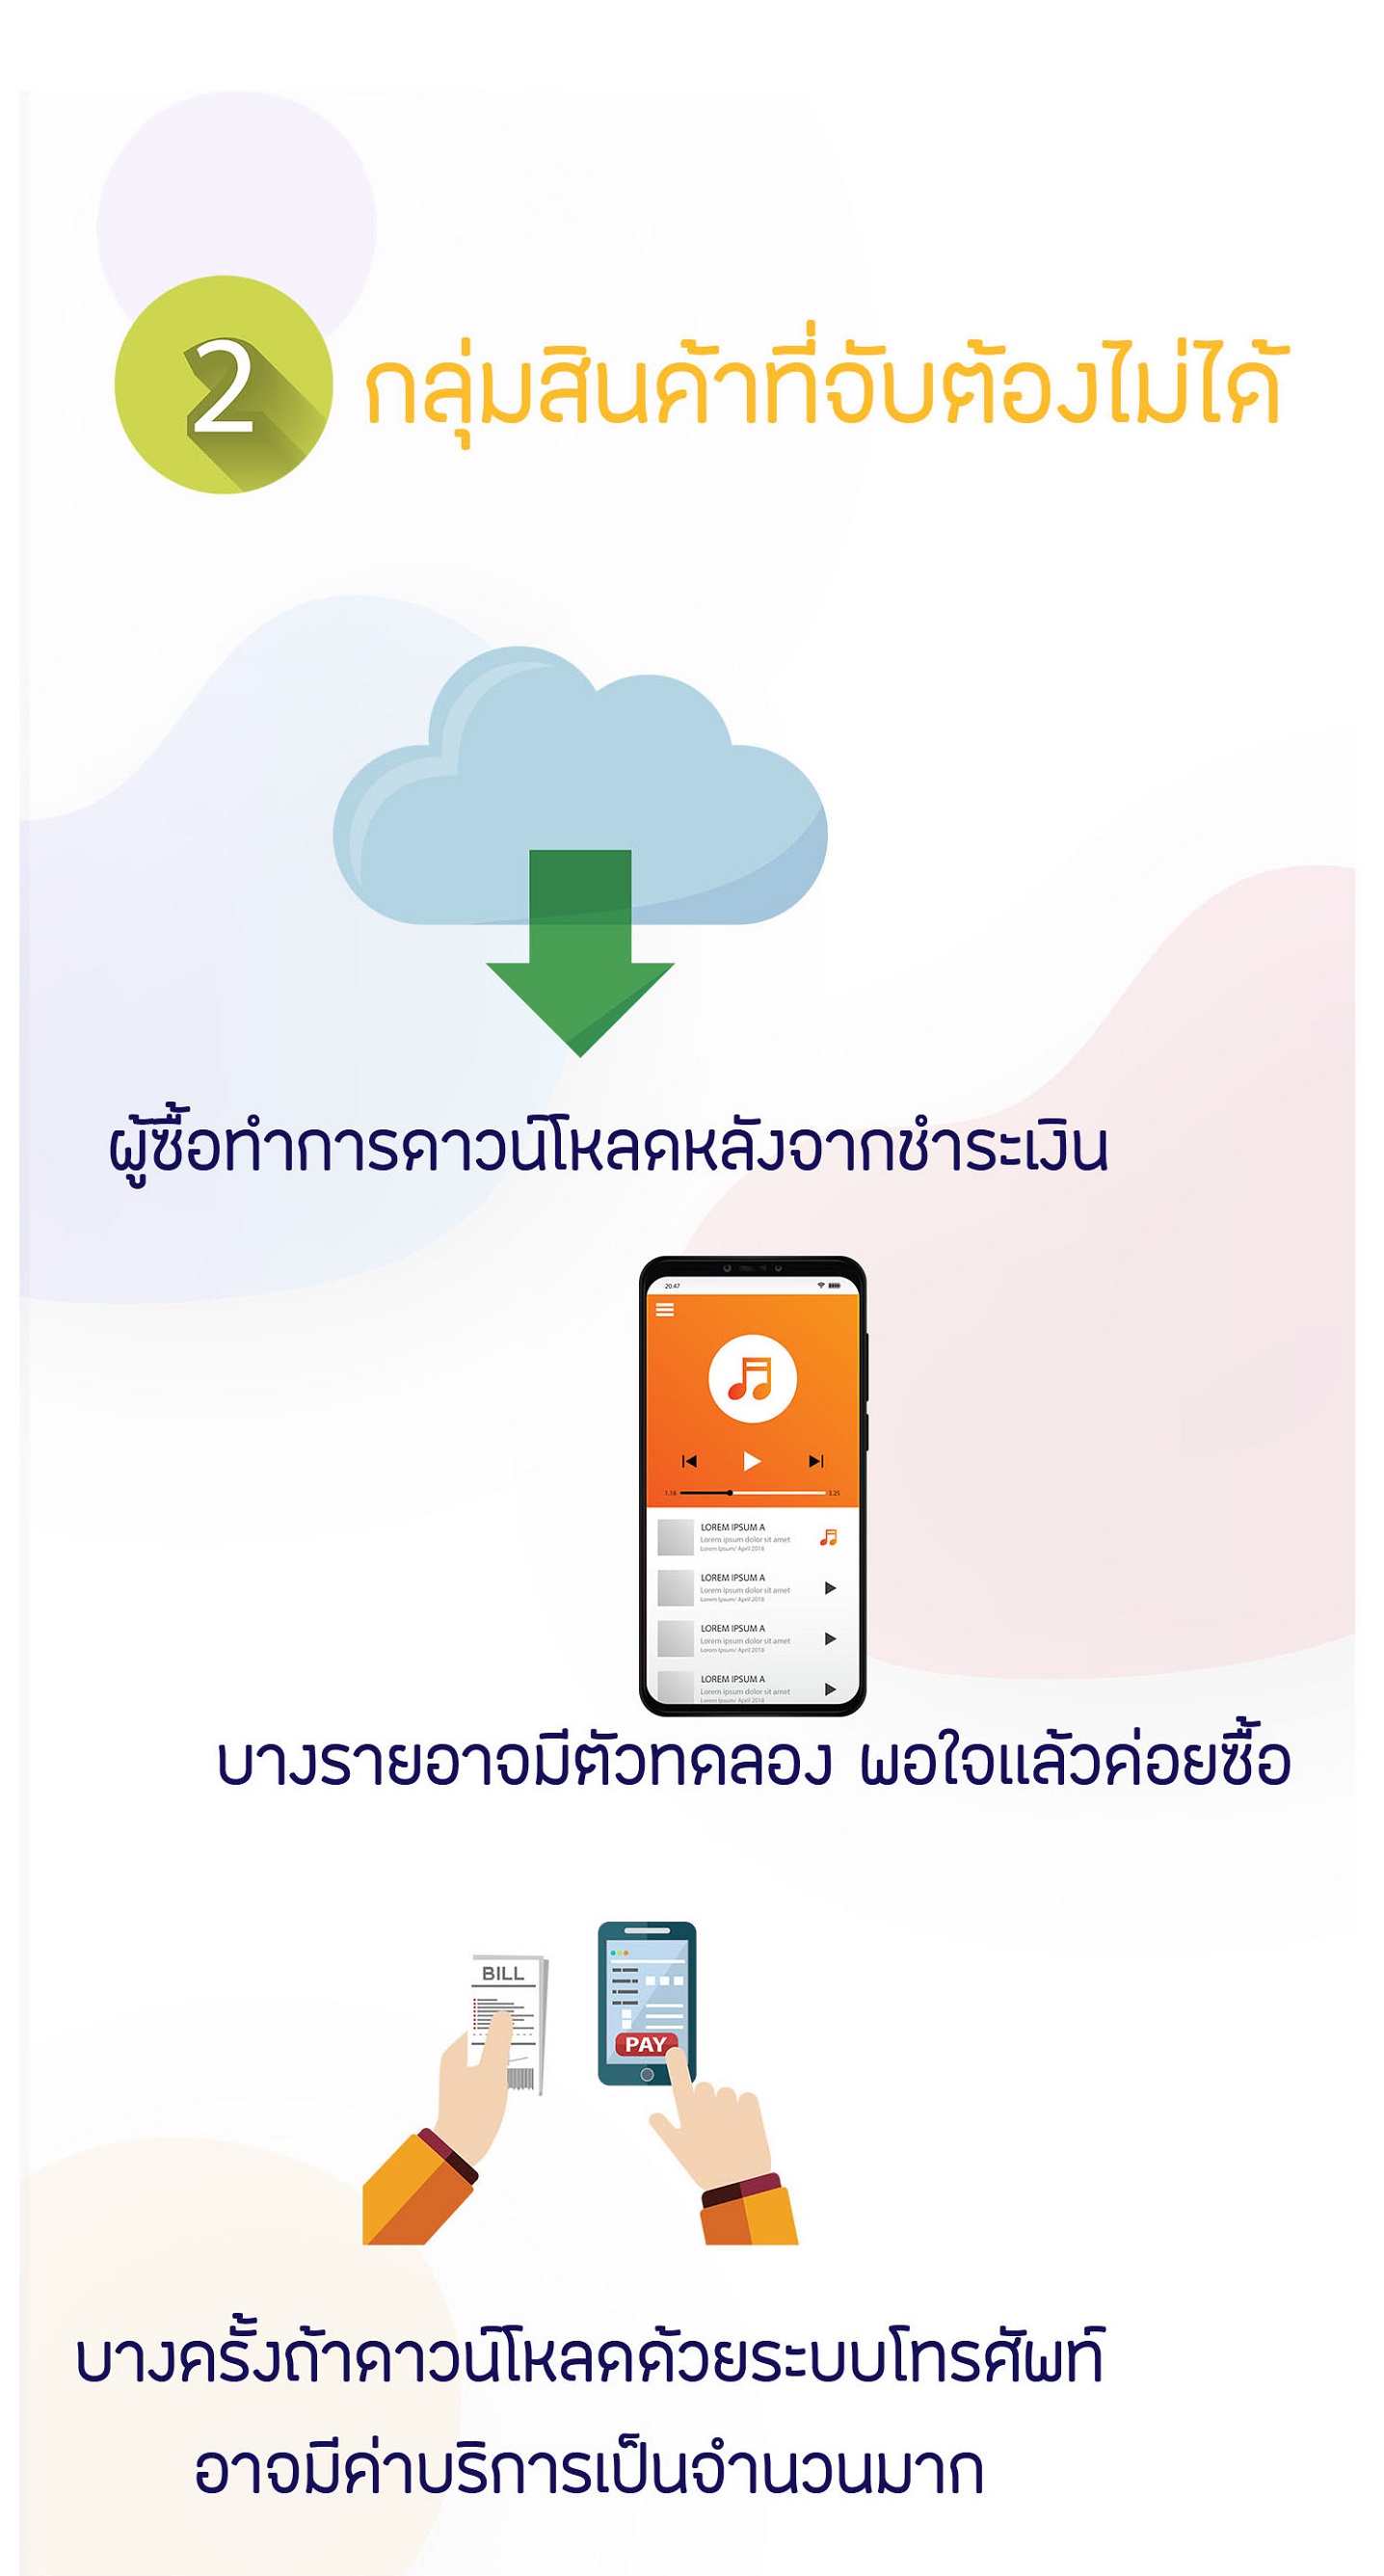 2
กลุ่มสินค้าที่จับต้องไม่ได้
ผู้ซื้อทำการดาวน์โหลดหลังจากชำระเงิน
20.47
1.16
3.25
LOREM IPSUM A
Lorem ipsum dolor sit amet
Lorem Ipsum/ April 2018
LOREM IPSUM A
Lorem ipsum dolor sit amet
Lorem Ipsum/ April 2018
LOREM IPSUM A
Lorem ipsum dolor sit amet
Lorem Ipsum/ April 2018
LOREM IPSUM A
Lorem ipsum dolor sit amet
Lorem Ipsum/ April 2018
บางรายอาจมีตัวทดลอง พอใจแล้วค่อยซื้อ
BILL
PAY
บางครั้งถ้าดาวน์โหลดด้วยระบบโทรศัพท์
อาจมีค่าบริการเป็นจำนวนมาก